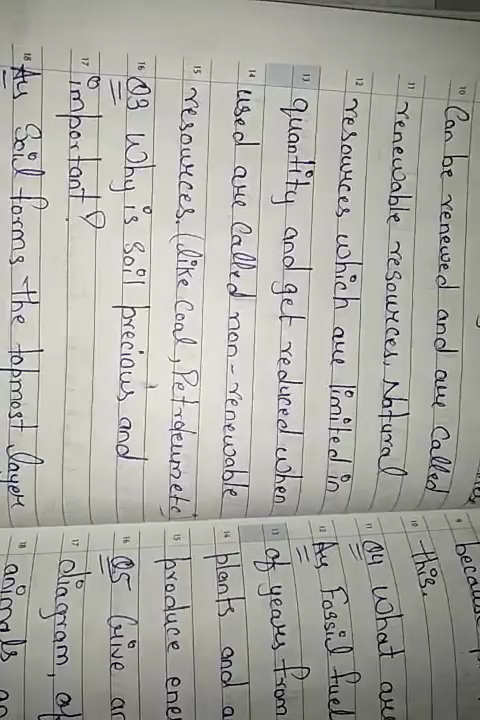 Can be renewed and are called
renewable resources. Natural
resources which are limited in
quantity and get reduced when
used are called non-renewable
resources. (like Coal, Petroleum etc
Q3 Why is soil precious and
important?
Ans Soil forms the topmost layer
because
this.
Q4 What are
Ans Fossil fuel
of years from
plants and a
produce ene
Q5 Give an
diagram, of
animals an